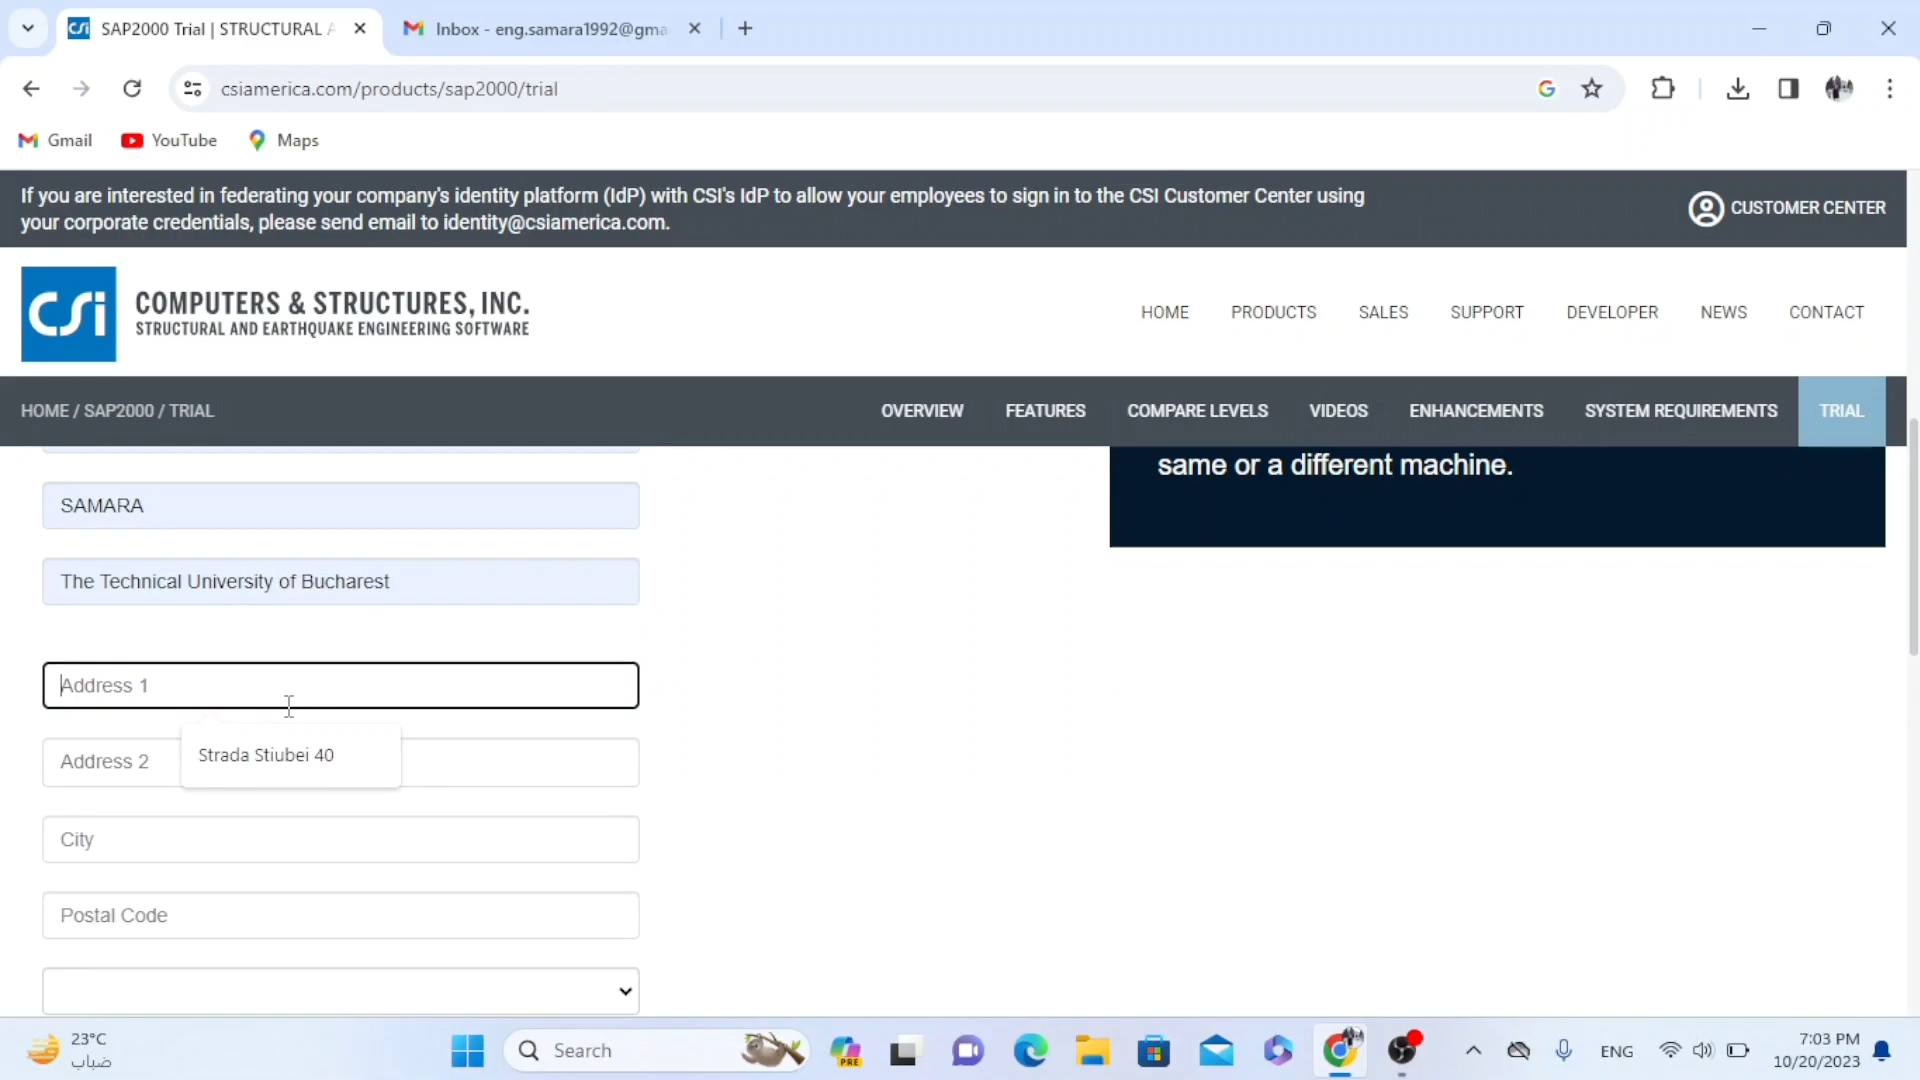 SAP2000 Trial | STRUCTURAL A
Inbox - eng.samara1992@gma
csiamerica.com/products/sap2000/trial
Gmail
YouTube
Maps
If you are interested in federating your company's identity platform (IdP) with CSI's IdP to allow your employees to sign in to the CSI Customer Center using
your corporate credentials, please send email to identity@csiamerica.com.
CUSTOMER CENTER
CSi
COMPUTERS & STRUCTURES, INC.
STRUCTURAL AND EARTHQUAKE ENGINEERING SOFTWARE
HOME PRODUCTS SALES SUPPORT DEVELOPER NEWS CONTACT
HOME / SAP2000 / TRIAL
OVERVIEW FEATURES COMPARE LEVELS VIDEOS ENHANCEMENTS SYSTEM REQUIREMENTS TRIAL
same or a different machine.
SAMARA
The Technical University of Bucharest
Address 1
Strada Stiubei 40
Address 2
City
Postal Code
23°C
ضباب
Search
PRE
ENG
7:03 PM
10/20/2023